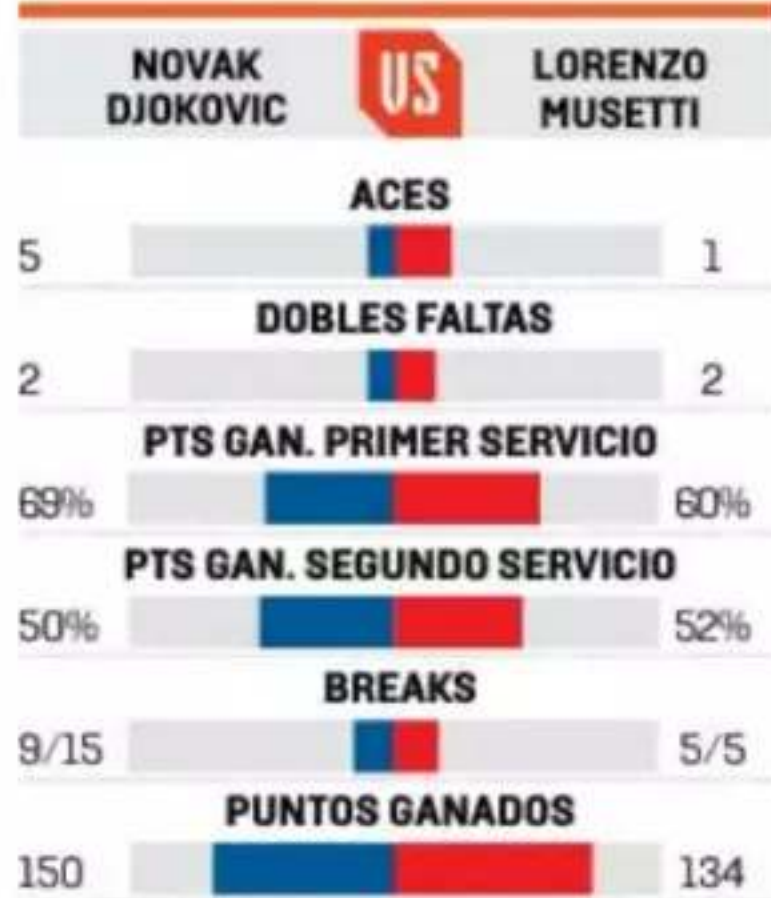 NOVAK
DJOKOVIC
VS
LORENZO
MUSETTI
ACES
5
1
DOBLES FALTAS
2
2
PTS GAN. PRIMER SERVICIO
69%
60%
PTS GAN. SEGUNDO SERVICIO
50%
52%
BREAKS
9/15
5/5
PUNTOS GANADOS
150
134